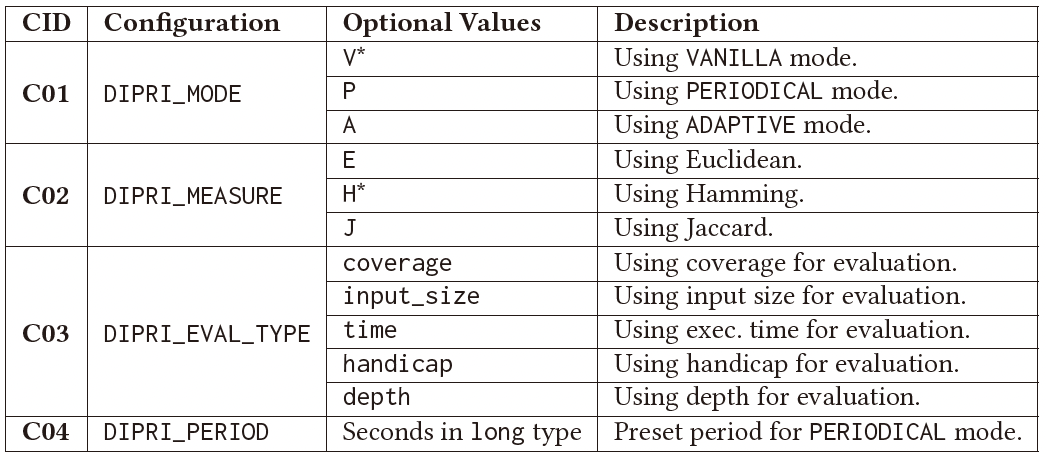 CID Configuration Optional Values Description
C01 DIPRI_MODE V* Using VANILLA mode.
P Using PERIODICAL mode.
A Using ADAPTIVE mode.
C02 DIPRI_MEASURE E Using Euclidean.
H* Using Hamming.
J Using Jaccard.
C03 DIPRI_EVAL_TYPE coverage Using coverage for evaluation.
input_size Using input size for evaluation.
time Using exec. time for evaluation.
handicap Using handicap for evaluation.
depth Using depth for evaluation.
C04 DIPRI_PERIOD Seconds in long type Preset period for PERIODICAL mode.